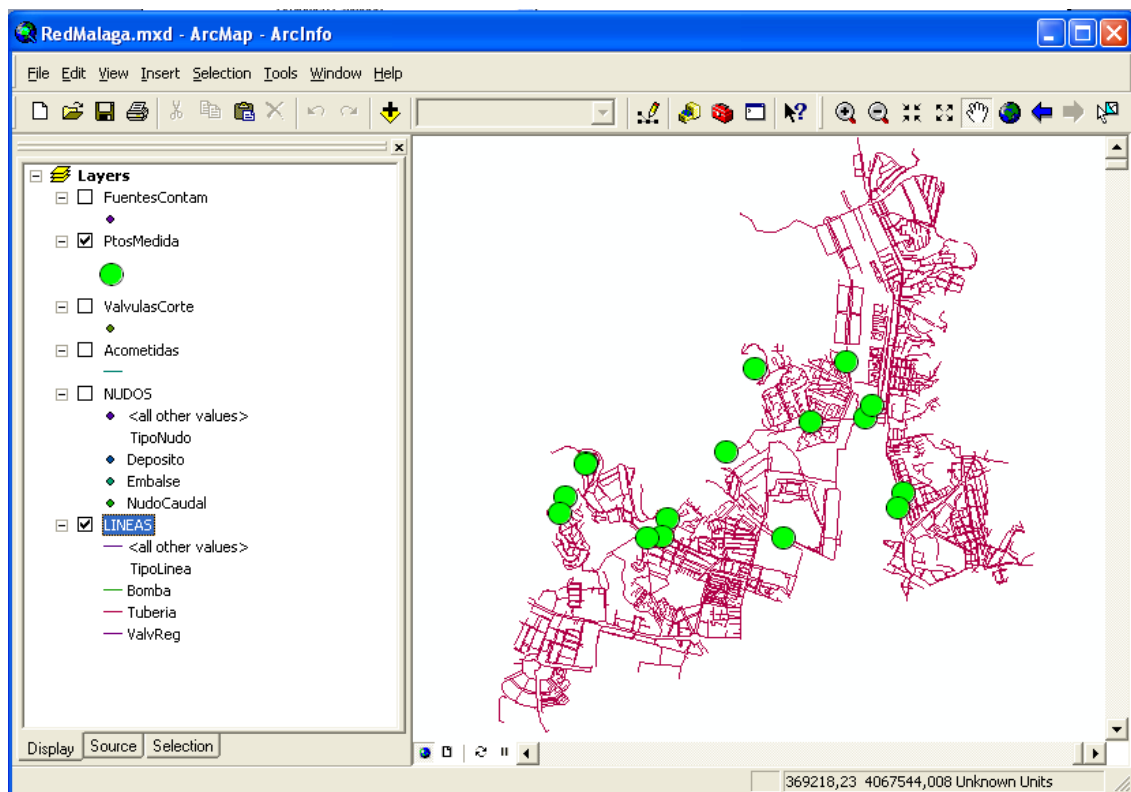 RedMalaga.mxd - ArcMap - ArcInfo
File Edit View Insert Selection Tools Window Help
Layers
FuentesContam
PtosMedida
ValvulasCorte
Acometidas
NUDOS
<all other values>
TipoNudo
Deposito
Embalse
NudoCaudal
LINEAS
<all other values>
TipoLinea
Bomba
Tuberia
ValvReg
Display Source Selection
369218,23 4067544,008 Unknown Units